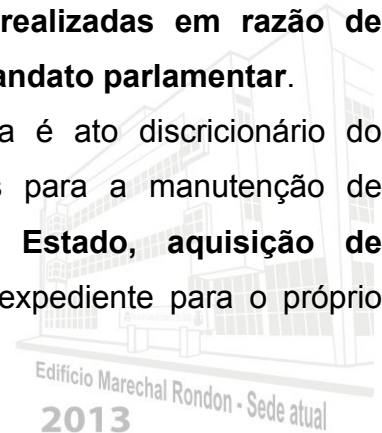 realizadas em razão de
andato parlamentar.
a é ato discricionário do
s para a manutenção de
Estado, aquisição de
expediente para o próprio
Edifício Marechal Rondon - Sede atual
2013